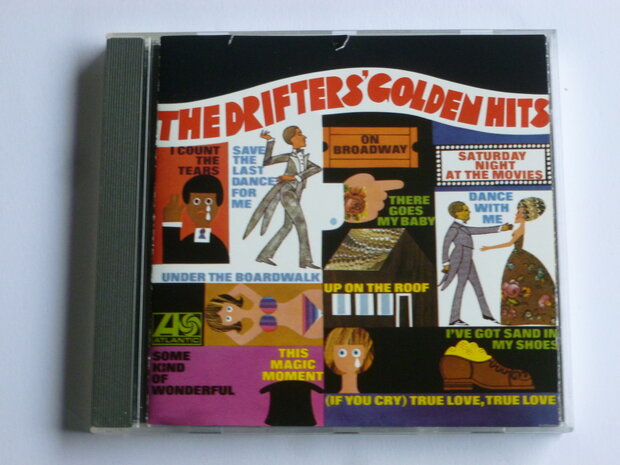 THE DRIFTERS' GOLDEN HITS
I COUNT
THE
TEARS
SAVE
THE
LAST
DANCE
FOR
ME
ON
BROADWAY
SATURDAY
NIGHT
AT THE MOVIES
THERE
GOES
MY BABY
DANCE
WITH
ME
UNDER THE BOARDWALK
UP ON THE ROOF
ATLANTIC
I'VE GOT SAND IN
MY SHOES
SOME
KIND
OF
WONDERFUL
THIS
MAGIC
MOMENT
(IF YOU CRY) TRUE LOVE, TRUE LOVE